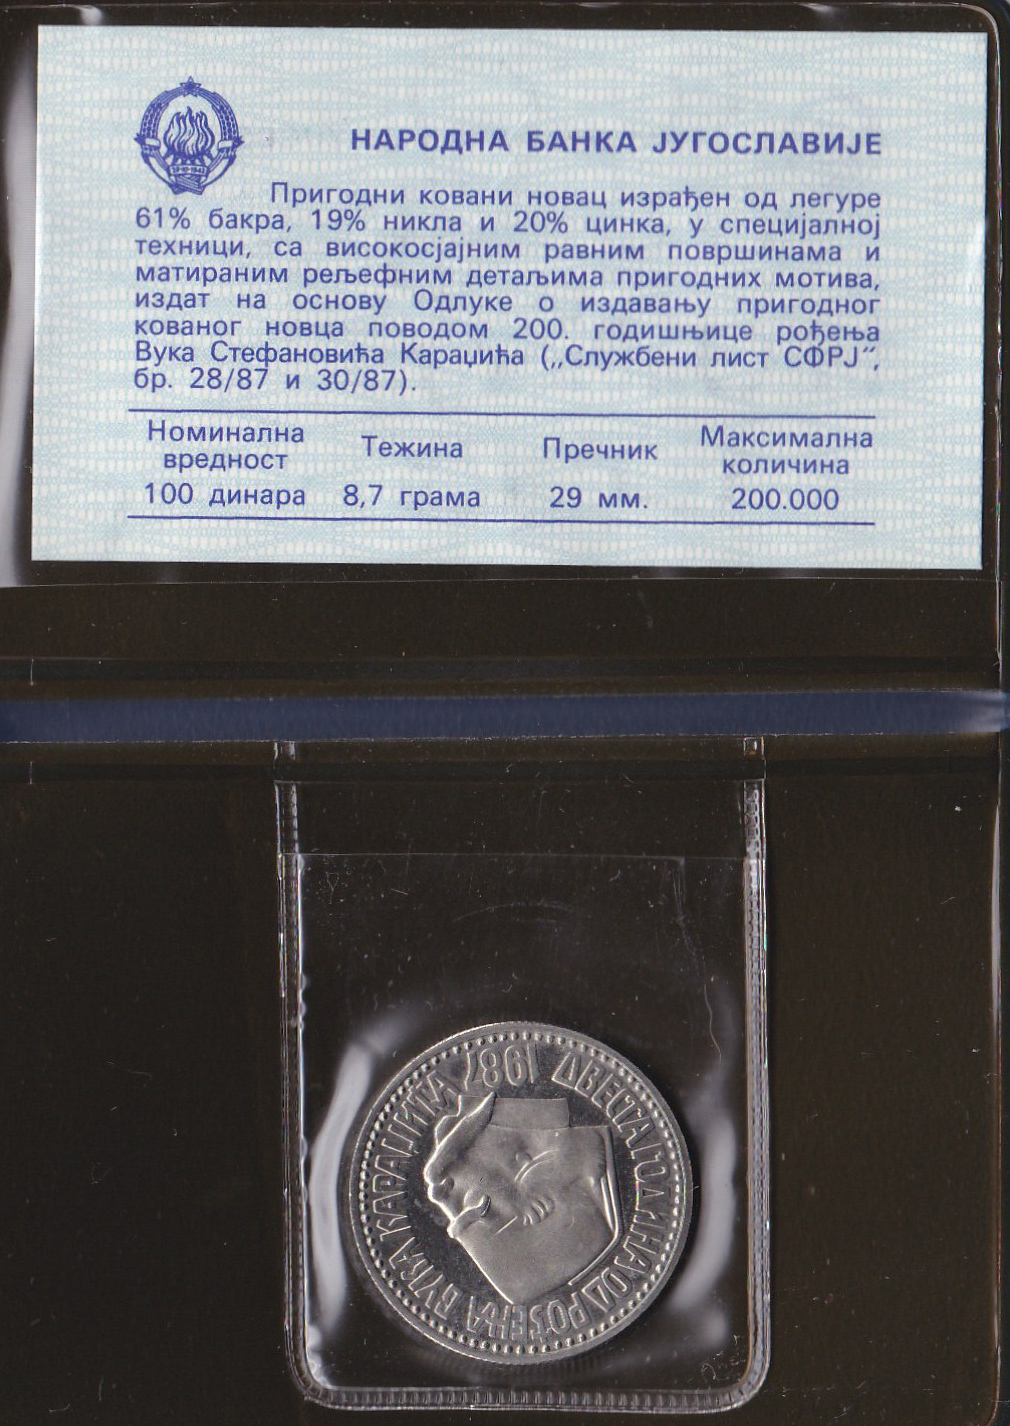 НАРОДНА БАНКА ЈУГОСЛАВИЈЕ
Пригодни ковани новац израђен од легуре
61% бакра, 19% никла и 20% цинка, у специјалној
техници, са високосјајним равним површинама и
матираним рељефним детаљима пригодних мотива,
издат на основу Одлуке о издавању пригодног
кованог новца поводом 200. годишњице рођења
Вука Стефановића Караџића („Службени лист СФРЈ”,
бр. 28/87 и 30/87).
Номинална вредност Тежина Пречник Максимална количина
100 динара 8,7 грама 29 мм. 200.000
1987 ДВЕСТА ГОДИНА ОД РОЂЕЊА ВУКА КАРАЏИЋА